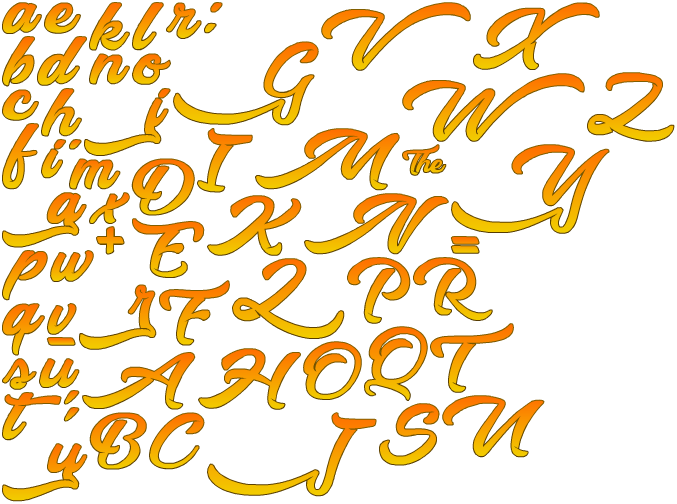 a e k l r : V X
b d n o G W Z
c h i
f ï m D I M The Y
a x K N
p w + E =
q v r F L P R
s ü A H O Q T
t ; y B C J S U